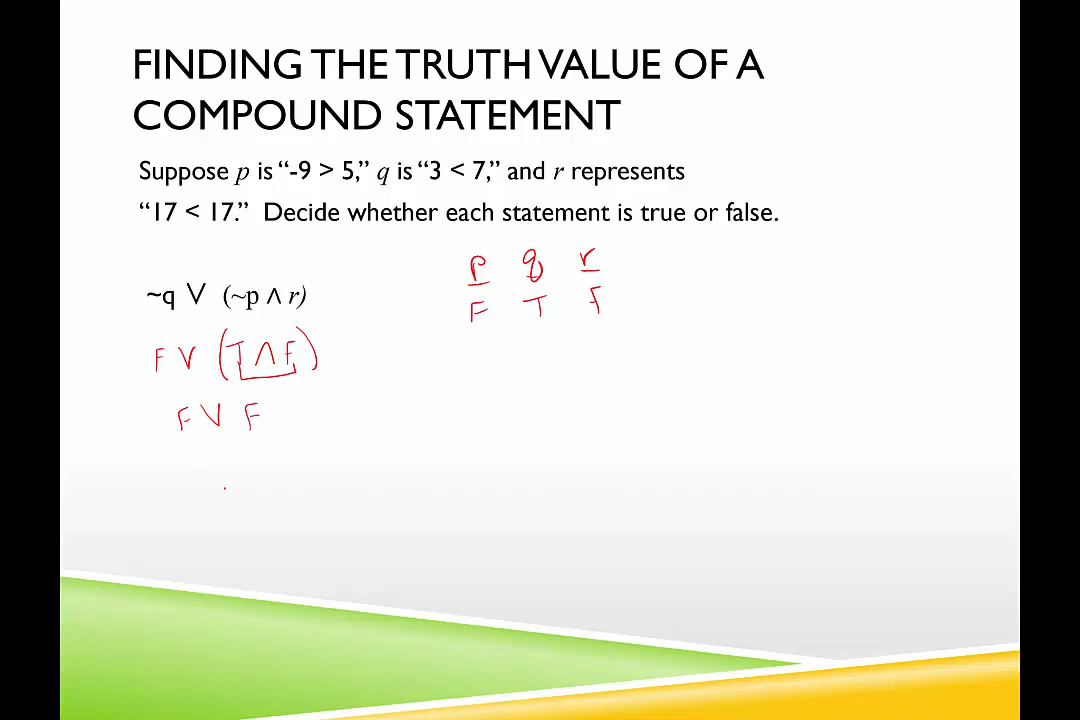 FINDING THE TRUTH VALUE OF A
COMPOUND STATEMENT
Suppose p is “-9 > 5,” q is “3 < 7,” and r represents
“17 < 17.” Decide whether each statement is true or false.
p q r
~q ∨ (~p ∧ r)
F T F
F ∨ (T ∧ F)
F ∨ F